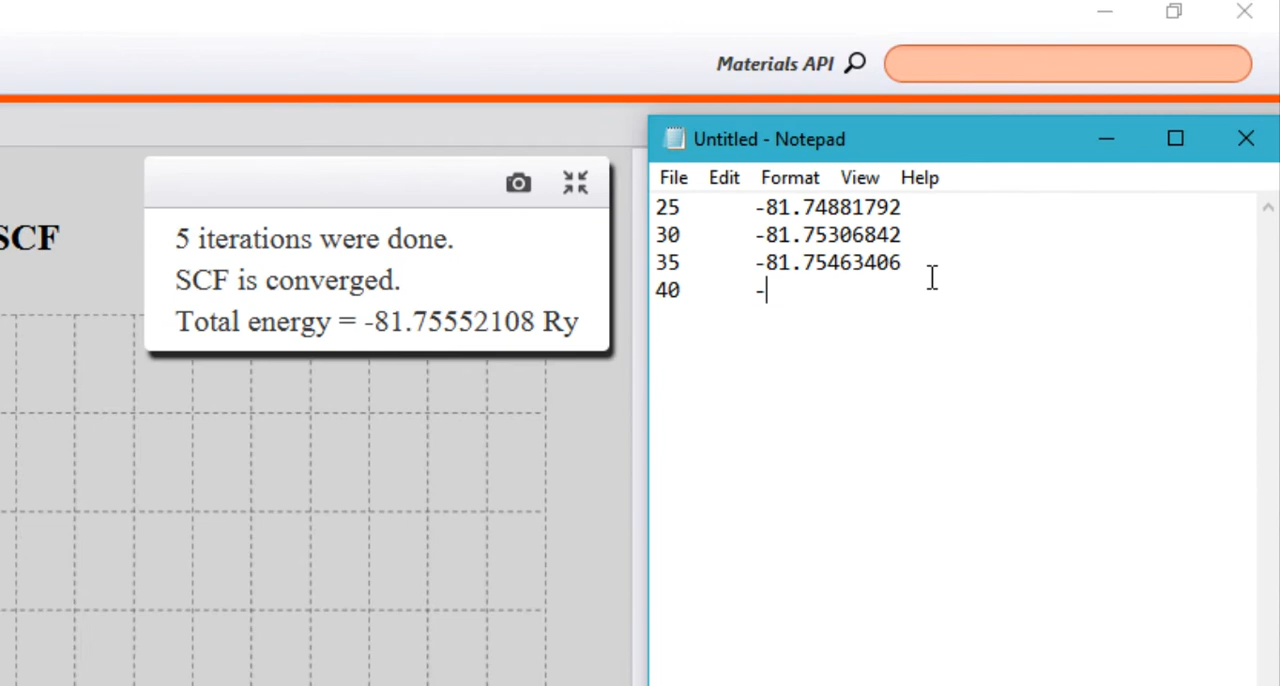 Materials API
Untitled - Notepad
File Edit Format View Help
SCF
5 iterations were done.
SCF is converged.
Total energy = -81.75552108 Ry
25 -81.74881792
30 -81.75306842
35 -81.75463406
40 -